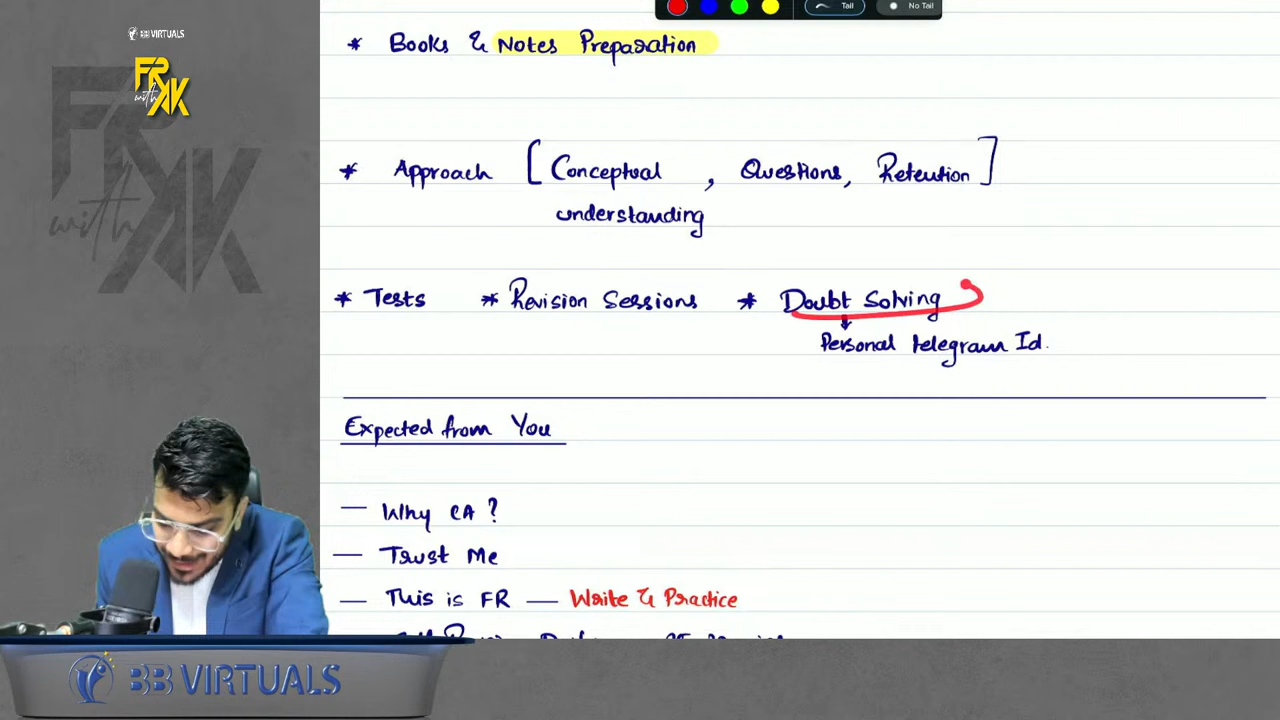 BB VIRTUALS
FR
with
AK
Tail
No Tail
* Books & Notes Preparation
* Approach [Conceptual , Questions, Retention]
understanding
* Tests * Revision Sessions * Doubt Solving
Personal telegram Id.
Expected from You
— Why CA ?
— Trust Me
— This is FR — Write & Practice
BB VIRTUALS